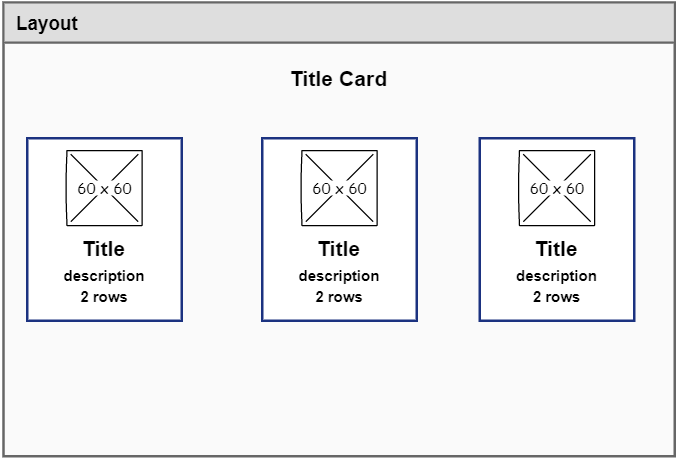 Layout
Title Card
60 x 60
Title
description
2 rows
60 x 60
Title
description
2 rows
60 x 60
Title
description
2 rows